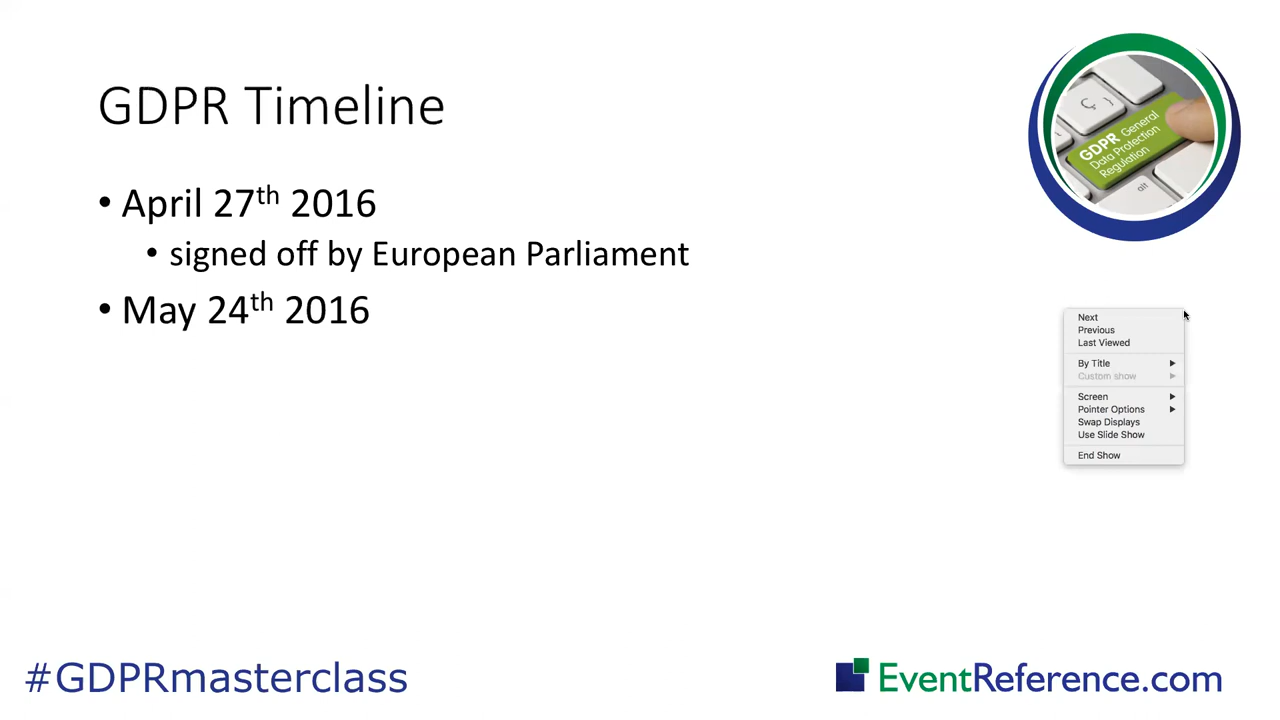 GDPR Timeline
• April 27th 2016
• signed off by European Parliament
• May 24th 2016
Ç
GDPR General
Data Protection
Regulation
alt
Next
Previous
Last Viewed
By Title
Custom show
Screen
Pointer Options
Swap Displays
Use Slide Show
End Show
#GDPRmasterclass
EventReference.com